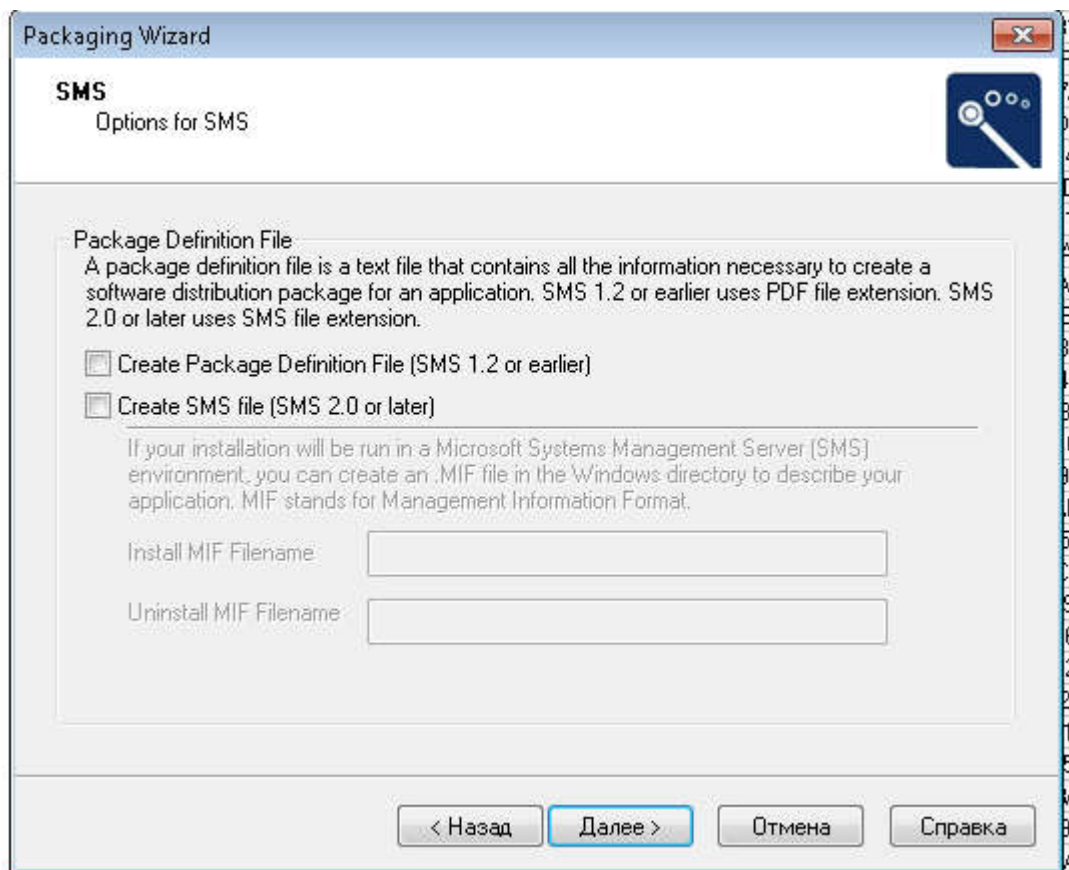 Packaging Wizard
SMS
Options for SMS
Package Definition File
A package definition file is a text file that contains all the information necessary to create a
software distribution package for an application. SMS 1.2 or earlier uses PDF file extension. SMS
2.0 or later uses SMS file extension.
Create Package Definition File (SMS 1.2 or earlier)
Create SMS file (SMS 2.0 or later)
If your installation will be run in a Microsoft Systems Management Server (SMS)
environment, you can create an .MIF file in the Windows directory to describe your
application. MIF stands for Management Information Format.
Install MIF Filename
Uninstall MIF Filename
< Назад
Далее >
Отмена
Справка